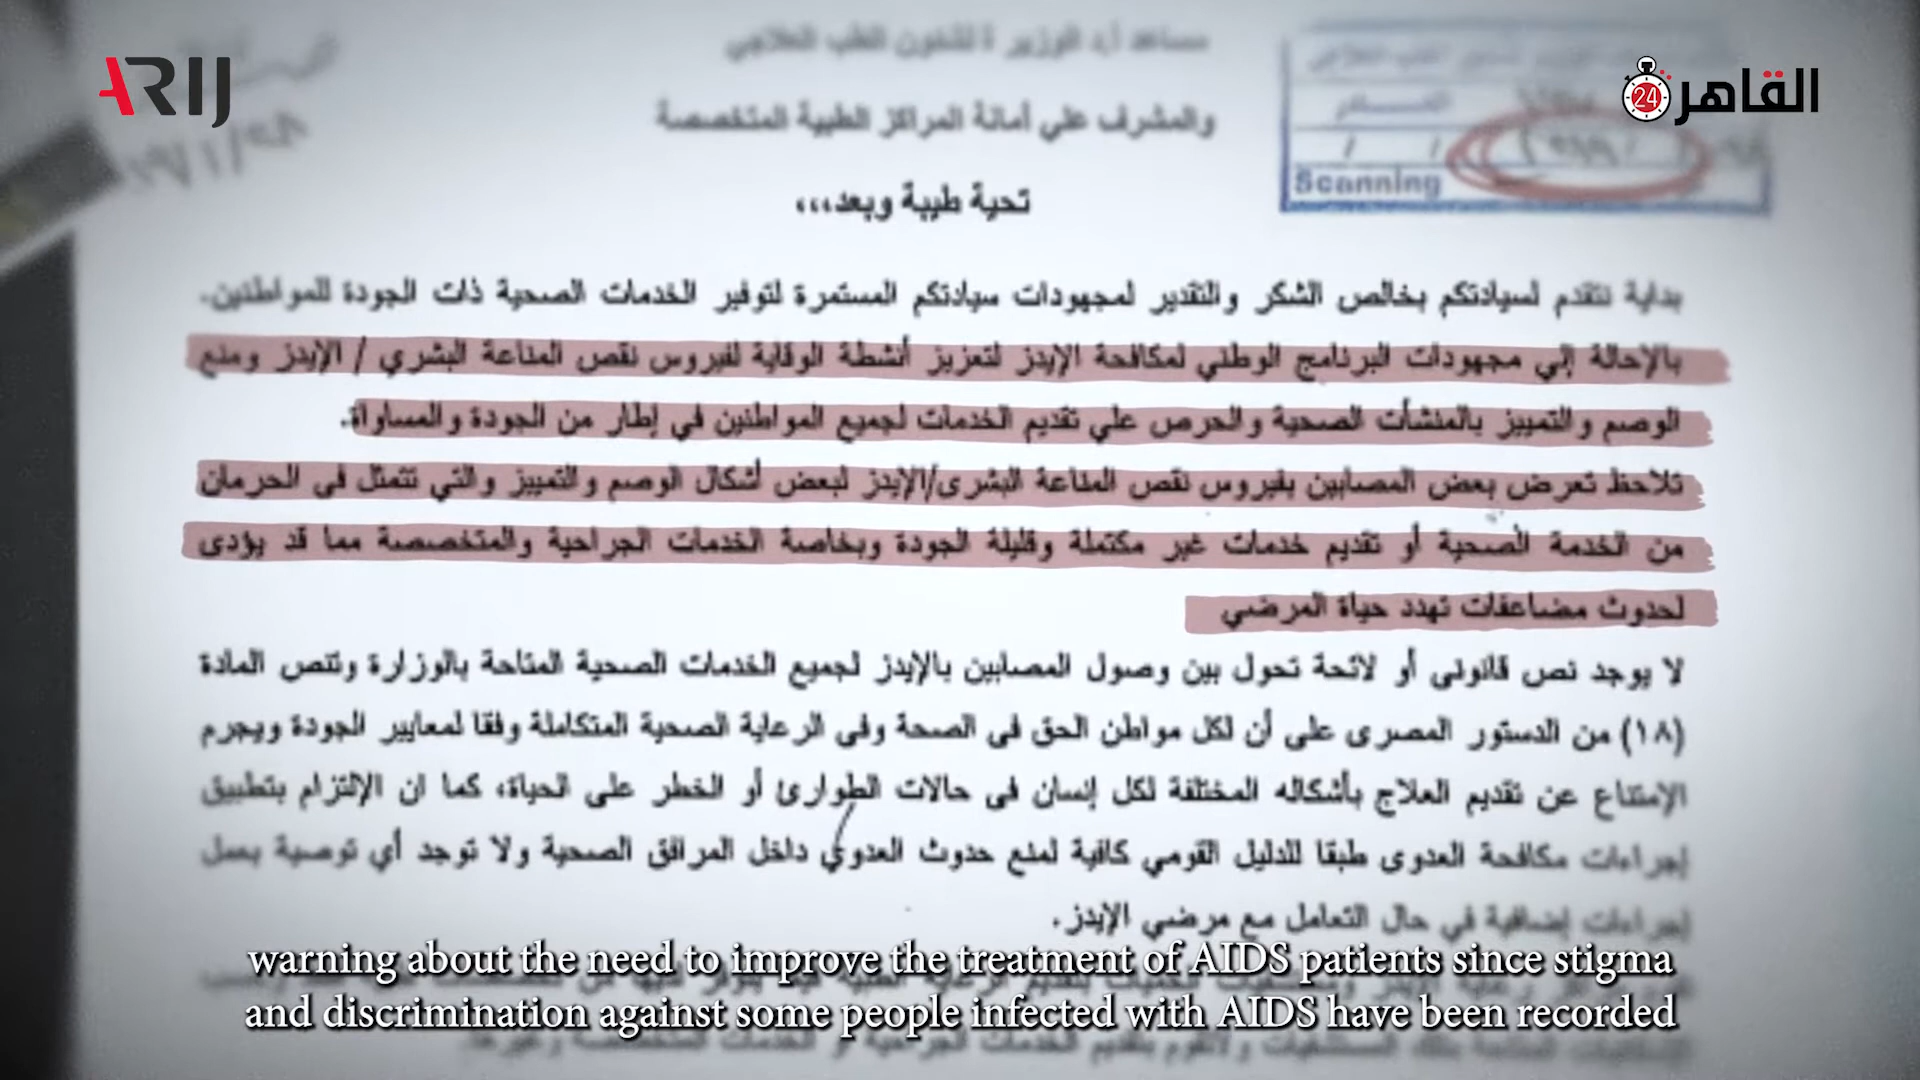 ARIJ
القاهرة 24
مساعد أ.د الوزيرة لشئون الطب العلاجي
والمشرف علي أمانة المراكز الطبية المتخصصة
Scanning
تحية طيبة وبعد،،،
بداية نتقدم لسيادتكم بخالص الشكر والتقدير لمجهودات سيادتكم المستمرة لتوفير الخدمات الصحية ذات الجودة للمواطنين.
بالإحالة إلي مجهودات البرنامج الوطني لمكافحة الإيدز لتعزيز أنشطة الوقاية لفيروس نقص المناعة البشري / الإيدز ومنع
الوصم والتمييز بالمنشأت الصحية والحرص علي تقديم الخدمات لجميع المواطنين في إطار من الجودة والمساواة.
تلاحظ تعرض بعض المصابين بفيروس نقص المناعة البشرى/الإيدز لبعض أشكال الوصم والتمييز والتي تتمثل فى الحرمان
من الخدمة الصحية أو تقديم خدمات غير مكتملة وقليلة الجودة وبخاصة الخدمات الجراحية والمتخصصة مما قد يؤدى
لحدوث مضاعفات تهدد حياة المرضي
لا يوجد نص قانونى أو لائحة تحول بين وصول المصابين بالإيدز لجميع الخدمات الصحية المتاحة بالوزارة وتنص المادة
(١٨) من الدستور المصرى على أن لكل مواطن الحق فى الصحة وفى الرعاية الصحية المتكاملة وفقا لمعايير الجودة ويجرم
الإمتناع عن تقديم العلاج بأشكاله المختلفة لكل إنسان فى حالات الطوارئ أو الخطر على الحياة، كما ان الإلتزام بتطبيق
إجراءات مكافحة العدوى طبقا للدليل القومي كافية لمنع حدوث العدوي داخل المرافق الصحية ولا توجد أي توصية بعمل
إجراءات إضافية في حال التعامل مع مرضي الإيدز.
warning about the need to improve the treatment of AIDS patients since stigma
and discrimination against some people infected with AIDS have been recorded